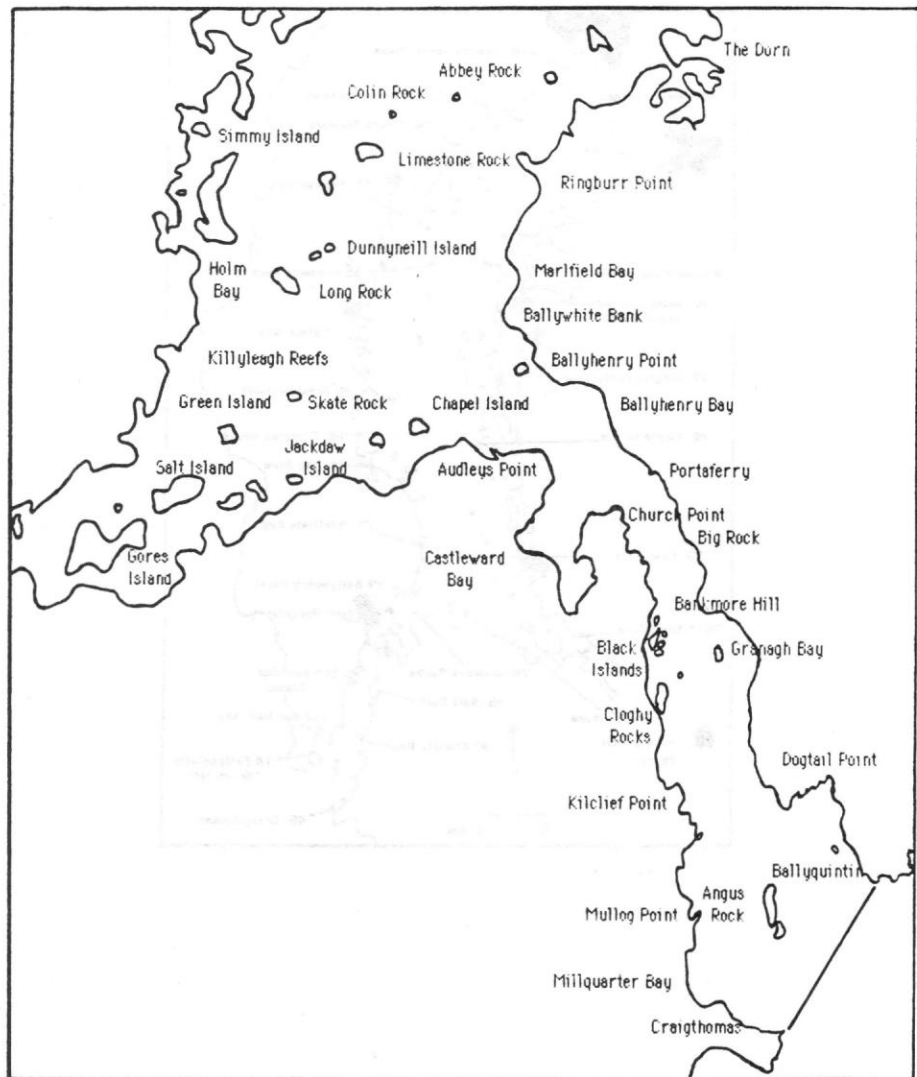 The Dorn
Abbey Rock
Colin Rock
Simmy Island
Limestone Rock
Ringburr Point
Dunnyneill Island
Holm
Bay
Marlfield Bay
Long Rock
Ballywhite Bank
Killyleagh Reefs
Ballyhenry Point
Green Island
Skate Rock
Chapel Island
Ballyhenry Bay
Jackdaw
Island
Salt Island
Audleys Point
Portaferry
Church Point
Big Rock
Gores
Island
Castleward
Bay
Bankmore Hill
Black
Islands
Granagh Bay
Cloghy
Rocks
Dogtail Point
Kilclief Point
Ballyquintin
Angus
Rock
Mullog Point
Millquarter Bay
Craigthomas